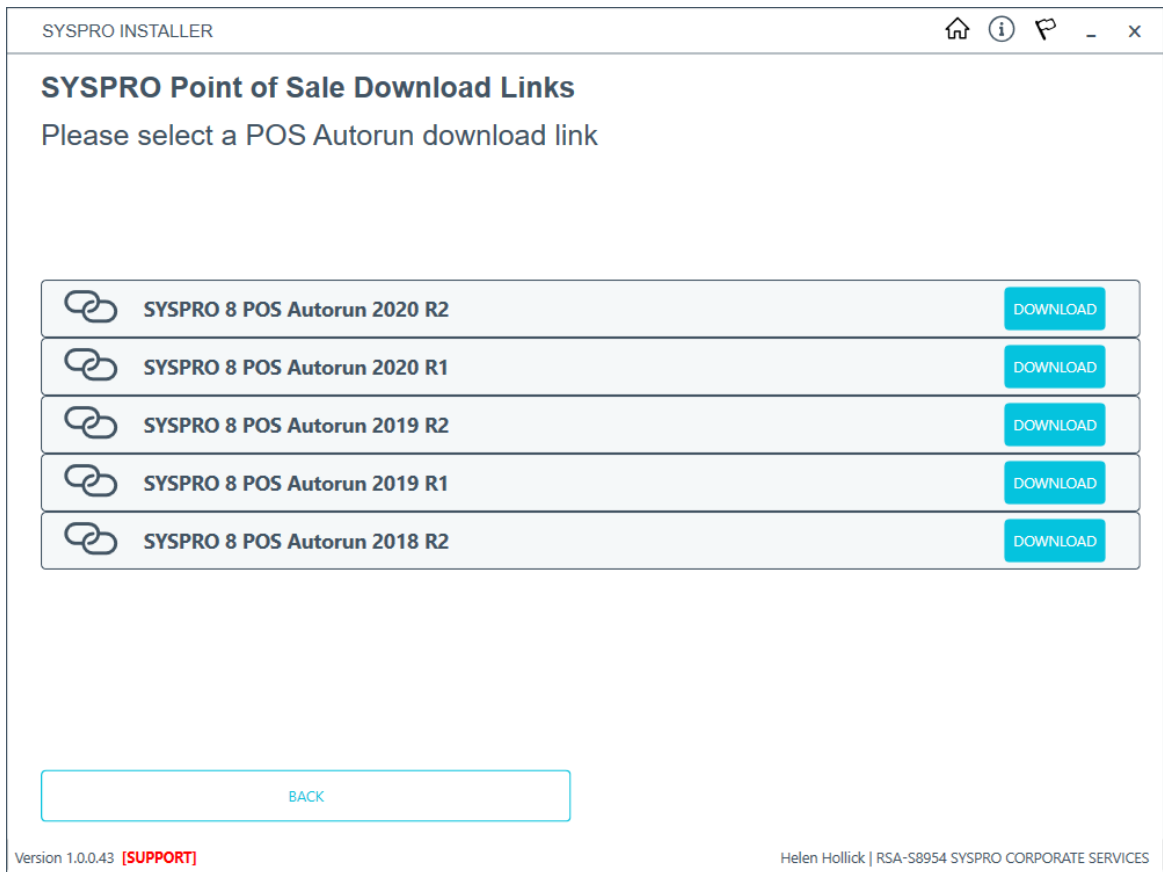 SYSPRO INSTALLER
SYSPRO Point of Sale Download Links
Please select a POS Autorun download link
SYSPRO 8 POS Autorun 2020 R2 DOWNLOAD
SYSPRO 8 POS Autorun 2020 R1 DOWNLOAD
SYSPRO 8 POS Autorun 2019 R2 DOWNLOAD
SYSPRO 8 POS Autorun 2019 R1 DOWNLOAD
SYSPRO 8 POS Autorun 2018 R2 DOWNLOAD
BACK
Version 1.0.0.43 [SUPPORT] Helen Hollick | RSA-S8954 SYSPRO CORPORATE SERVICES